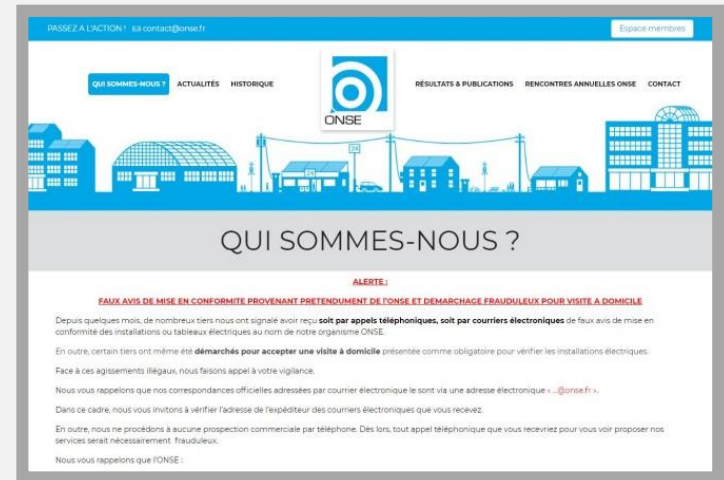 PASSEZ A L'ACTION ! contact@onse.fr
Espace membres
QUI SOMMES-NOUS ? ACTUALITÉS HISTORIQUE
ONSE
RÉSULTATS & PUBLICATIONS RENCONTRES ANNUELLES ONSE CONTACT
24
24
QUI SOMMES-NOUS ?
ALERTE :
FAUX AVIS DE MISE EN CONFORMITE PROVENANT PRETENDUMENT DE l'ONSE ET DEMARCHAGE FRAUDULEUX POUR VISITE A DOMICILE
Depuis quelques mois, de nombreux tiers nous ont signalé avoir reçu soit par appels téléphoniques, soit par courriers électroniques de faux avis de mise en
conformité des installations ou tableaux électriques au nom de notre organisme ONSE.
En outre, certain tiers ont même été démarchés pour accepter une visite à domicile présentée comme obligatoire pour vérifier les installations électriques.
Face à ces agissements illégaux, nous faisons appel à votre vigilance.
Nous vous rappelons que nos correspondances officielles adressées par courrier électronique le sont via une adresse électronique « ...@onse.fr ».
Dans ce cadre, nous vous invitons à vérifier l'adresse de l'expéditeur des courriers électroniques que vous recevez.
En outre, nous ne procédons à aucune prospection commerciale par téléphone. Dès lors, tout appel téléphonique que vous recevriez pour vous voir proposer nos
services serait nécessairement frauduleux.
Nous vous rappelons que l'ONSE :